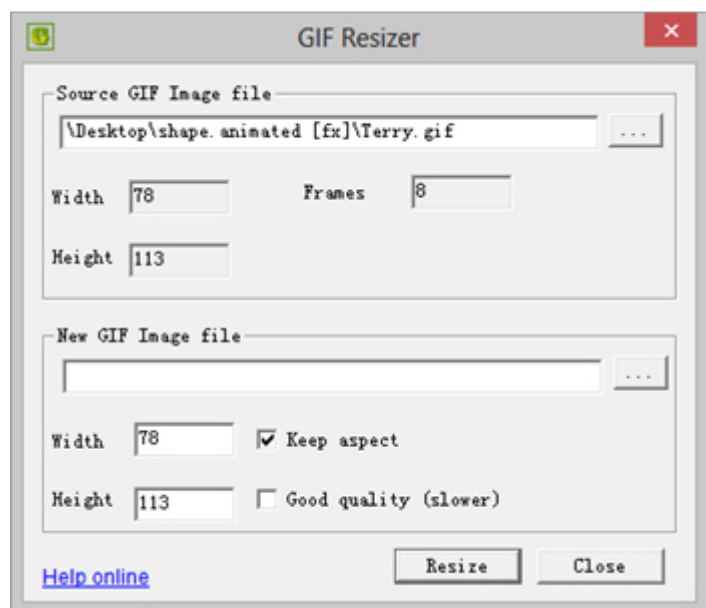 GIF Resizer
Source GIF Image file
\Desktop\shape.animated [fx]\Terry.gif
...
Width 78 Frames 8
Height 113
New GIF Image file
...
Width 78 Keep aspect
Height 113 Good quality (slower)
Help online Resize Close